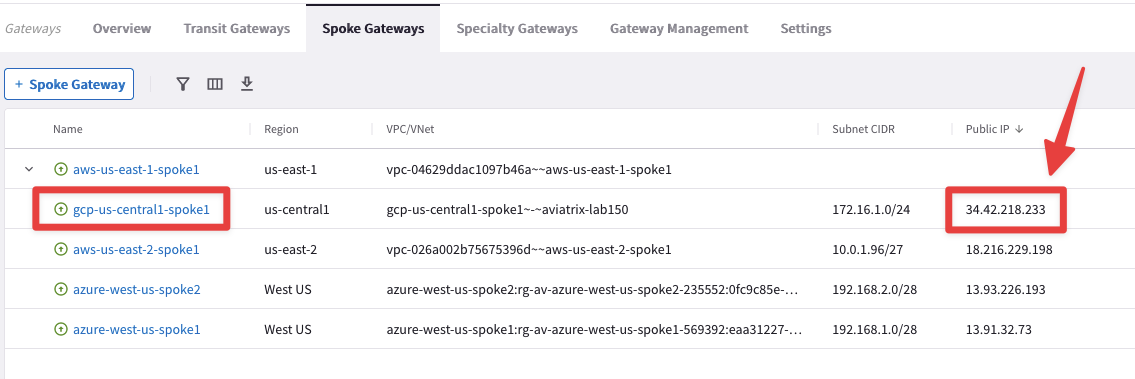 Gateways Overview Transit Gateways Spoke Gateways Specialty Gateways Gateway Management Settings
+ Spoke Gateway
Name Region VPC/VNet Subnet CIDR Public IP ↓
aws-us-east-1-spoke1 us-east-1 vpc-04629ddac1097b46a~~aws-us-east-1-spoke1
gcp-us-central1-spoke1 us-central1 gcp-us-central1-spoke1~-~aviatrix-lab150 172.16.1.0/24 34.42.218.233
aws-us-east-2-spoke1 us-east-2 vpc-026a002b75675396d~~aws-us-east-2-spoke1 10.0.1.96/27 18.216.229.198
azure-west-us-spoke2 West US azure-west-us-spoke2:rg-av-azure-west-us-spoke2-235552:0fc9c85e-... 192.168.2.0/28 13.93.226.193
azure-west-us-spoke1 West US azure-west-us-spoke1:rg-av-azure-west-us-spoke1-569392:eaa31227-... 192.168.1.0/28 13.91.32.73